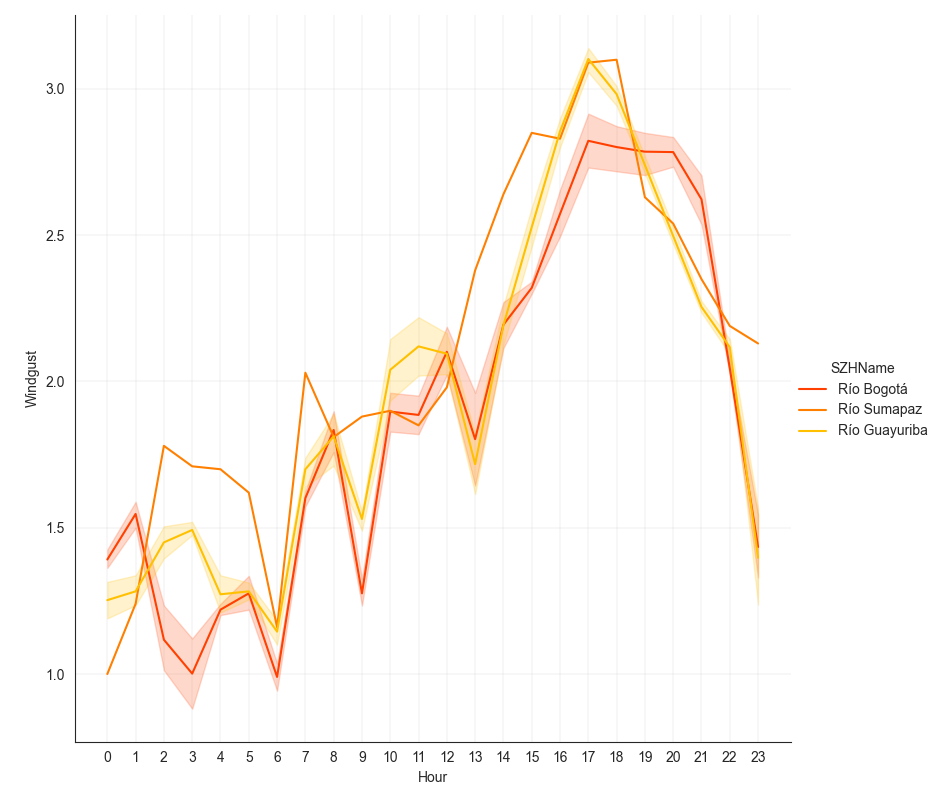 3.0
2.5
2.0
1.5
1.0
Windgust
0 1 2 3 4 5 6 7 8 9 10 11 12 13 14 15 16 17 18 19 20 21 22 23
Hour
SZHName
Río Bogotá
Río Sumapaz
Río Guayuriba